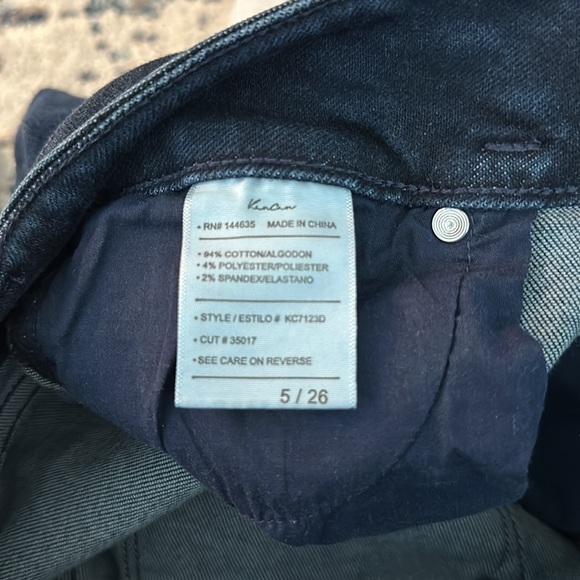 KanCan
• RN# 144635 MADE IN CHINA
• 94% COTTON/ALGODON
• 4% POLYESTER/POLIESTER
• 2% SPANDEX/ELASTANO
• STYLE / ESTILO # KC7123D
• CUT # 35017
• SEE CARE ON REVERSE
5 / 26